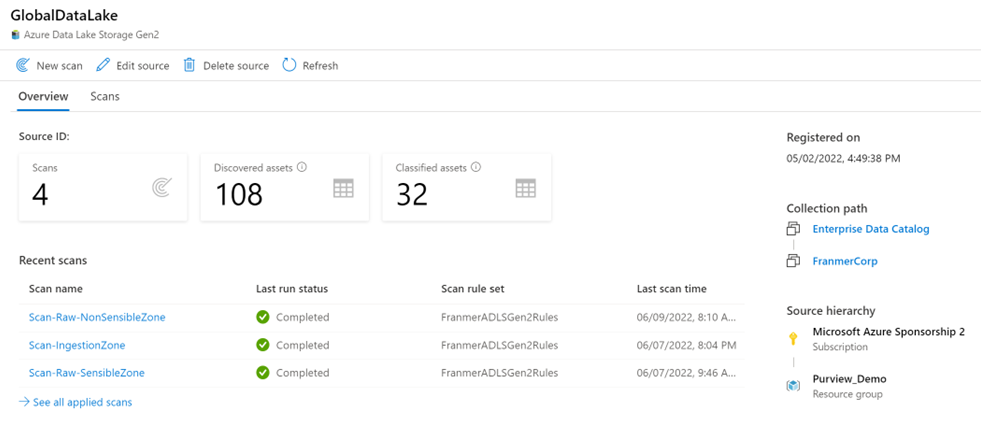 GlobalDataLake
Azure Data Lake Storage Gen2
New scan Edit source Delete source Refresh
Overview Scans
Source ID:
Scans
4
Discovered assets
108
Classified assets
32
Recent scans
Scan name Last run status Scan rule set Last scan time
Scan-Raw-NonSensibleZone Completed FranmerADLSGen2Rules 06/09/2022, 8:10 A...
Scan-IngestionZone Completed FranmerADLSGen2Rules 06/07/2022, 8:04 PM
Scan-Raw-SensibleZone Completed FranmerADLSGen2Rules 06/07/2022, 9:46 A...
See all applied scans
Registered on
05/02/2022, 4:49:38 PM
Collection path
Enterprise Data Catalog
FranmerCorp
Source hierarchy
Microsoft Azure Sponsorship 2
Subscription
Purview_Demo
Resource group